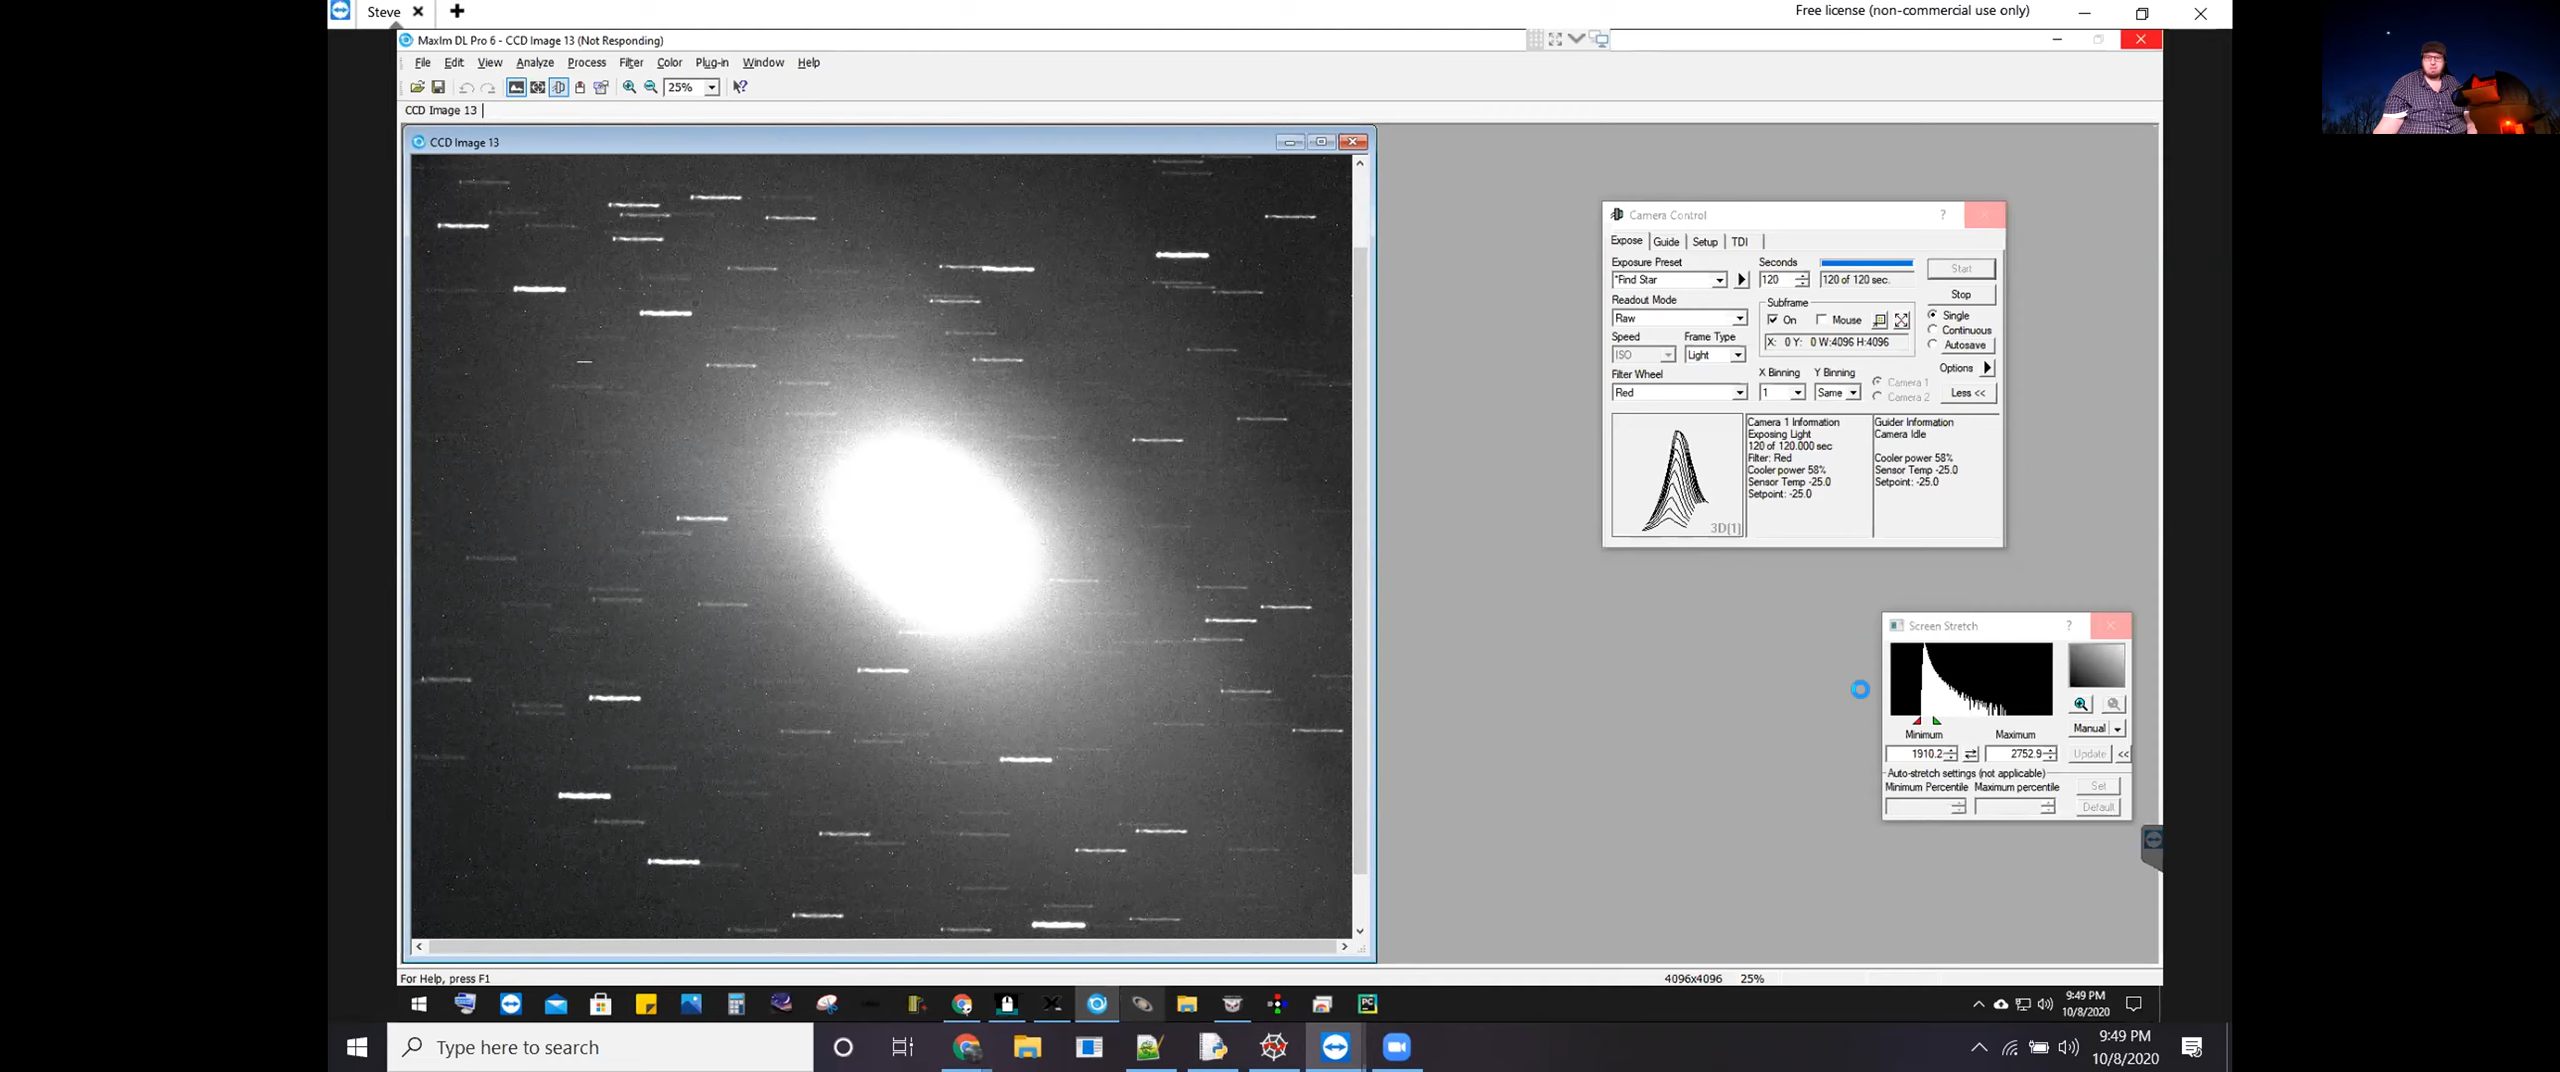 Steve
Free license (non-commercial use only)
MaxIm DL Pro 6 - CCD Image 13 (Not Responding)
File Edit View Analyze Process Filter Color Plug-in Window Help
25%
CCD Image 13
CCD Image 13
Camera Control
Expose Guide Setup TDI
Exposure Preset
*Find Star
Seconds
120
120 of 120 sec.
Start
Stop
Readout Mode
Raw
Subframe
On Mouse
X: 0 Y: 0 W:4096 H:4096
Single
Continuous
Autosave
Speed
ISO
Frame Type
Light
Options
Filter Wheel
Red
X Binning
1
Y Binning
Same
Camera 1
Camera 2
Less <<
3D[1]
Camera 1 Information
Exposing Light
120 of 120.000 sec
Filter: Red
Cooler power 58%
Sensor Temp -25.0
Setpoint: -25.0
Guider Information
Camera Idle
Cooler power 58%
Sensor Temp -25.0
Setpoint: -25.0
Screen Stretch
Manual
Minimum Maximum
1910.2 2752.9 Update <<
Auto-stretch settings (not applicable)
Minimum Percentile Maximum percentile
Set
Default
For Help, press F1
4096x4096 25%
9:49 PM
10/8/2020
Type here to search
9:49 PM
10/8/2020